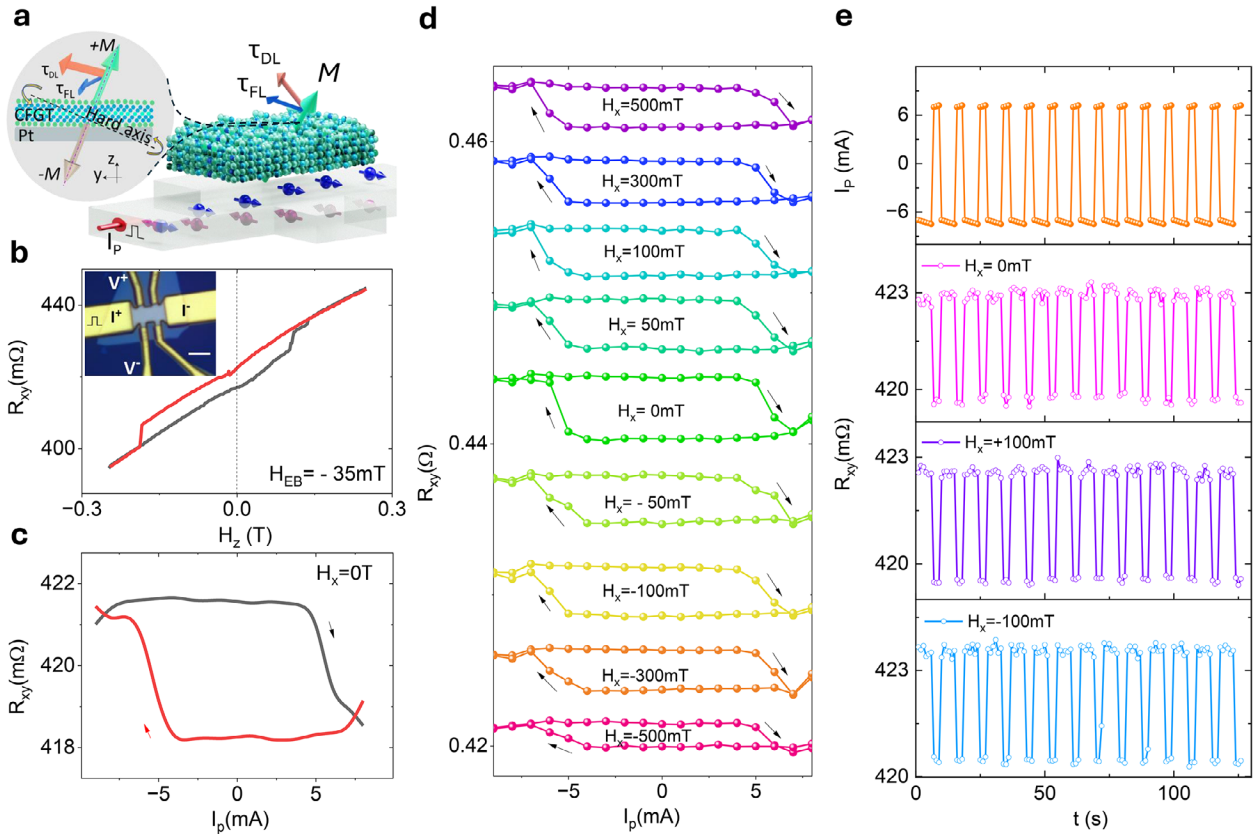 a
+M
τDL
τFL
CFGT
Hard axis
Pt
-M
z
y
τDL
M
τFL
IP
b
Rxy(mΩ)
440
420
400
V+
I+
I-
V-
HEB= - 35mT
−0.3
0.0
0.3
Hz (T)
c
Rxy(mΩ)
422
420
418
Hx=0T
−5
0
5
Ip(mA)
d
Rxy(Ω)
0.46
0.44
0.42
Hx=500mT
Hx=300mT
Hx=100mT
Hx= 50mT
Hx= 0mT
Hx= - 50mT
Hx=-100mT
Hx=-300mT
Hx=-500mT
−5
0
5
Ip(mA)
e
IP (mA)
6
0
−6
Hx= 0mT
423
420
Hx=+100mT
423
420
Rxy(mΩ)
Hx=-100mT
423
420
0
50
100
t (s)